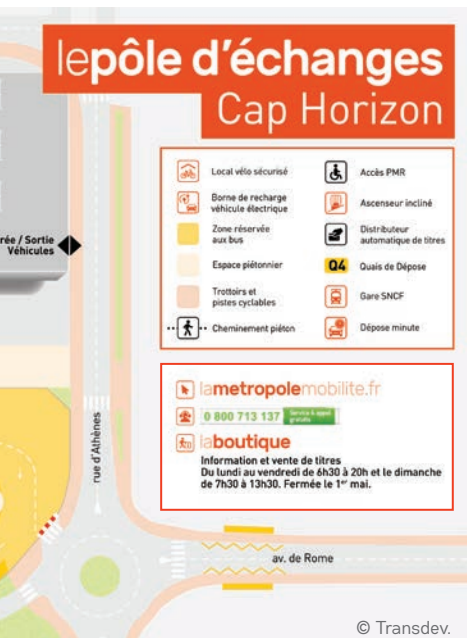 lepôle d'échanges
Cap Horizon
Local vélo sécurisé
Borne de recharge
véhicule électrique
Zone réservée
aux bus
Espace piétonnier
Trottoirs et
pistes cyclables
Cheminement piéton
Accès PMR
Ascenseur incliné
Distributeur
automatique de titres
Q4 Quais de Dépose
Gare SNCF
Dépose minute
rée / Sortie
Véhicules
lametropolemobilite.fr
0 800 713 137 Service & appel
gratuits
laboutique
Information et vente de titres
Du lundi au vendredi de 6h30 à 20h et le dimanche
de 7h30 à 13h30. Fermée le 1er mai.
rue d'Athènes
av. de Rome
© Transdev.